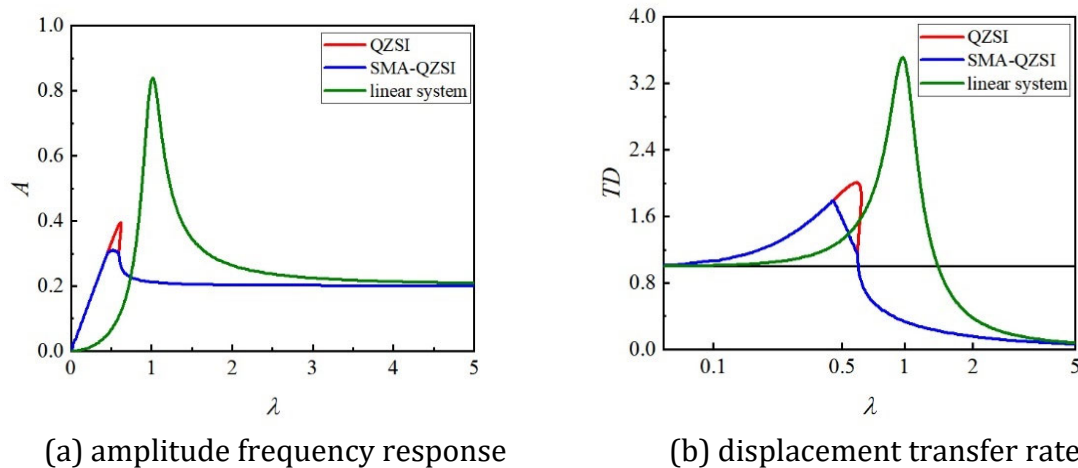 1.0
0.8
0.6
0.4
0.2
0.0
A
0
1
2
3
4
5
λ
QZSI
SMA-QZSI
linear system
(a) amplitude frequency response
4.0
3.2
2.4
1.6
0.8
0.0
TD
0.1
0.5
1
2
5
λ
QZSI
SMA-QZSI
linear system
(b) displacement transfer rate